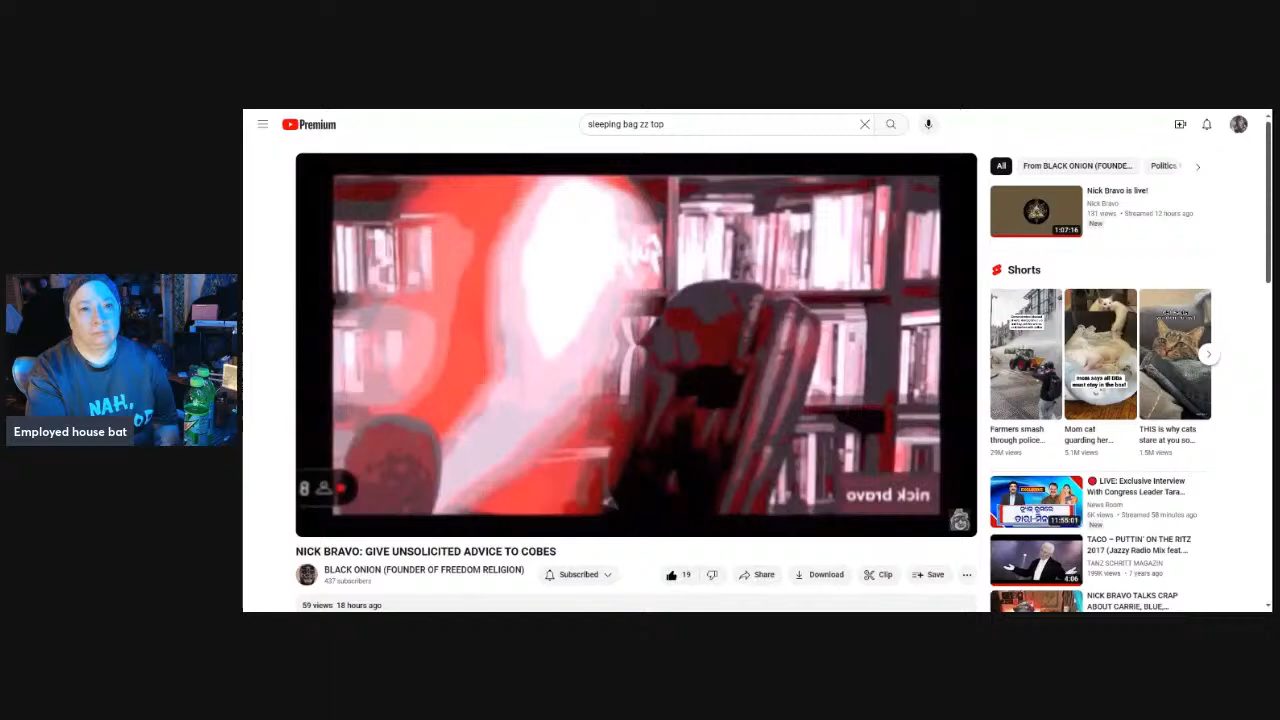 Premium
sleeping bag zz top
All
From BLACK ONION (FOUNDE...
Politics
Nick Bravo is live!
Nick Bravo
131 views • Streamed 12 hours ago
New
1:07:16
Shorts
Farmers smash
through police...
29M views
Mom cat
guarding her...
5.1M views
THIS is why cats
stare at you so...
1.5M views
LIVE: Exclusive Interview
With Congress Leader Tara...
News Room
6K views • Streamed 58 minutes ago
New
11:55:01
TACO – PUTTIN' ON THE RITZ
2017 (Jazzy Radio Mix feat....
TANZ SCHRITT MAGAZIN
199K views • 7 years ago
4:06
NICK BRAVO TALKS CRAP
ABOUT CARRIE, BLUE,...
nick bravo
NICK BRAVO: GIVE UNSOLICITED ADVICE TO COBES
BLACK ONION (FOUNDER OF FREEDOM RELIGION)
437 subscribers
Subscribed
19
Share
Download
Clip
Save
59 views 18 hours ago
NAH,
Employed house bat